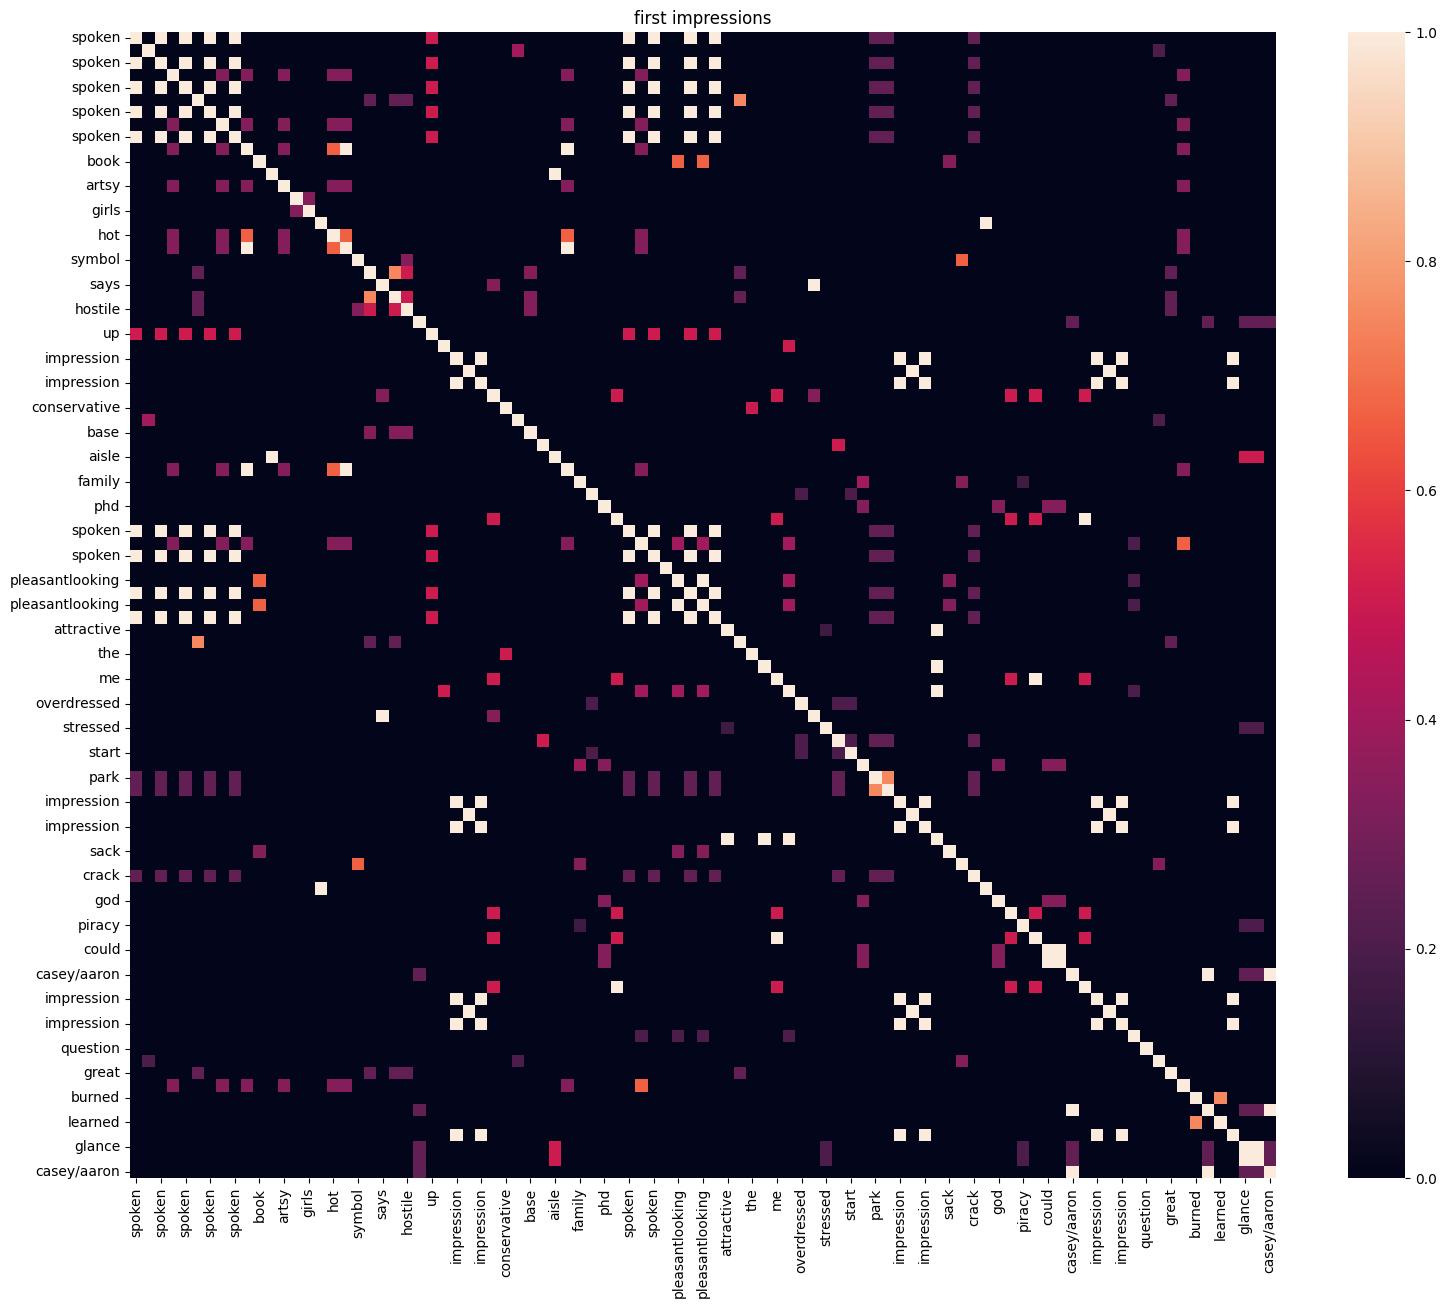 first impressions
spoken
spoken
spoken
spoken
spoken
book
artsy
girls
hot
symbol
says
hostile
up
impression
impression
conservative
base
aisle
family
phd
spoken
spoken
pleasantlooking
pleasantlooking
attractive
the
me
overdressed
stressed
start
park
impression
impression
sack
crack
god
piracy
could
casey/aaron
impression
impression
question
great
burned
learned
glance
casey/aaron
spoken
spoken
spoken
spoken
spoken
book
artsy
girls
hot
symbol
says
hostile
up
impression
impression
conservative
base
aisle
family
phd
spoken
spoken
pleasantlooking
pleasantlooking
attractive
the
me
overdressed
stressed
start
park
impression
impression
sack
crack
god
piracy
could
casey/aaron
impression
impression
question
great
burned
learned
glance
casey/aaron
1.0
0.8
0.6
0.4
0.2
0.0